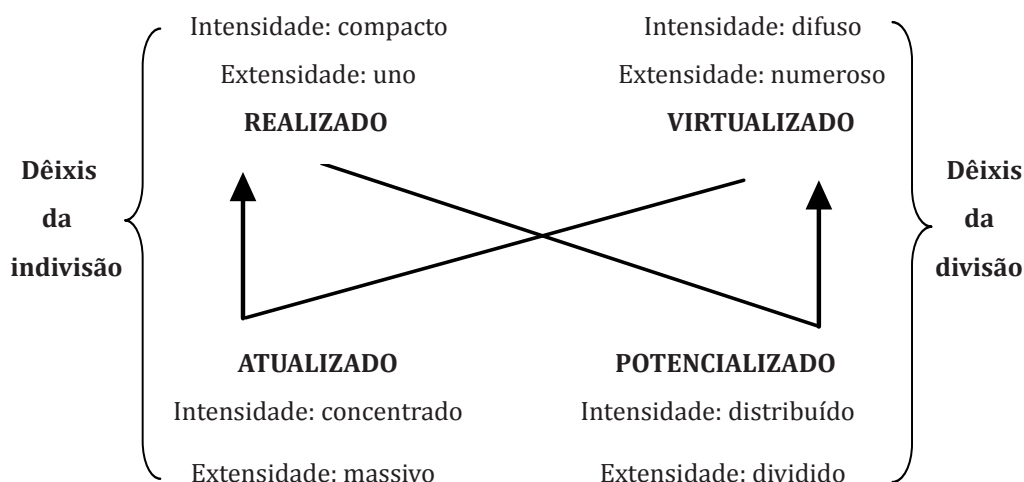 Intensidade: compacto
Extensidade: uno
REALIZADO
Intensidade: difuso
Extensidade: numeroso
VIRTUALIZADO
Dêixis
da
indivisão
Dêixis
da
divisão
ATUALIZADO
Intensidade: concentrado
Extensidade: massivo
POTENCIALIZADO
Intensidade: distribuído
Extensidade: dividido